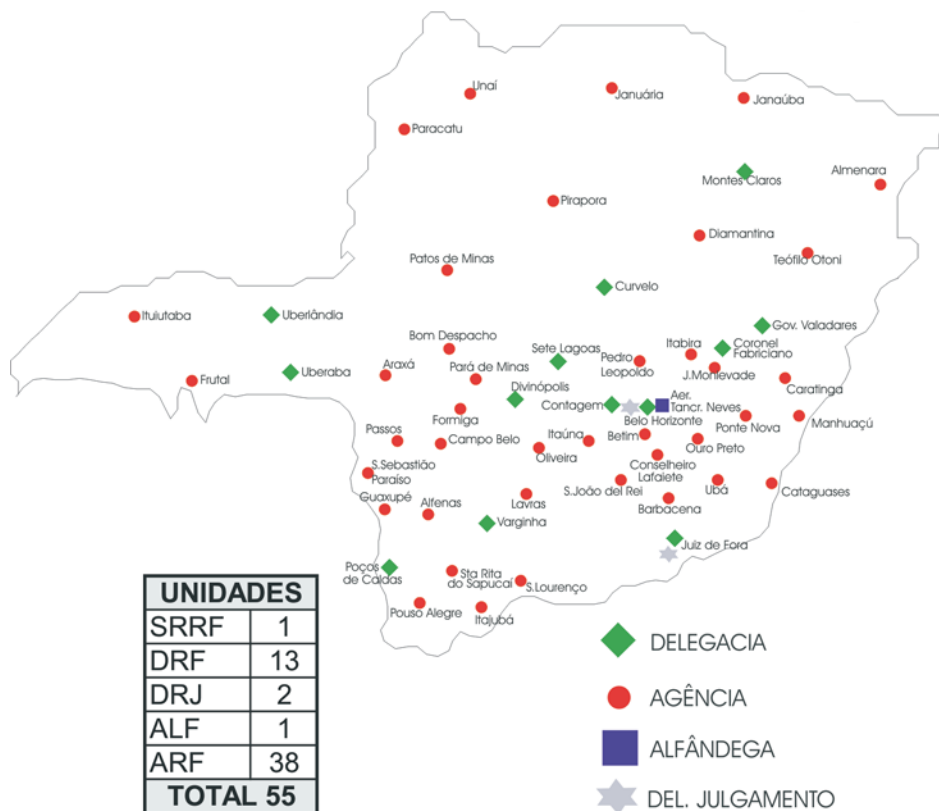 Unaí
Januária
Janaúba
Paracatu
Montes Claros
Almenara
Pirapora
Diamantina
Teófilo Otoni
Patos de Minas
Curvelo
Ituiutaba
Uberlândia
Gov. Valadares
Bom Despacho
Sete Lagoas
Pedro
Leopoldo
Itabira
Coronel
Fabriciano
Uberaba
Araxá
Pará de Minas
J.Monlevade
Frutal
Caratinga
Divinópolis
Contagem
Aer.
Tancr. Neves
Belo Horizonte
Formiga
Ponte Nova
Manhuaçú
Passos
Campo Belo
Itaúna
Betim
Oliveira
Ouro Preto
S.Sebastião
Paraíso
Conselheiro
Lafaiete
Guaxupé
Alfenas
Lavras
S.João del Rei
Ubá
Cataguases
Barbacena
Varginha
Juiz de Fora
Poços
de Caldas
Sta Rita
do Sapucaí
S.Lourenço
Pouso Alegre
Itajubá
UNIDADES
SRRF 1
DRF 13
DRJ 2
ALF 1
ARF 38
TOTAL 55
DELEGACIA
AGÊNCIA
ALFÂNDEGA
DEL. JULGAMENTO